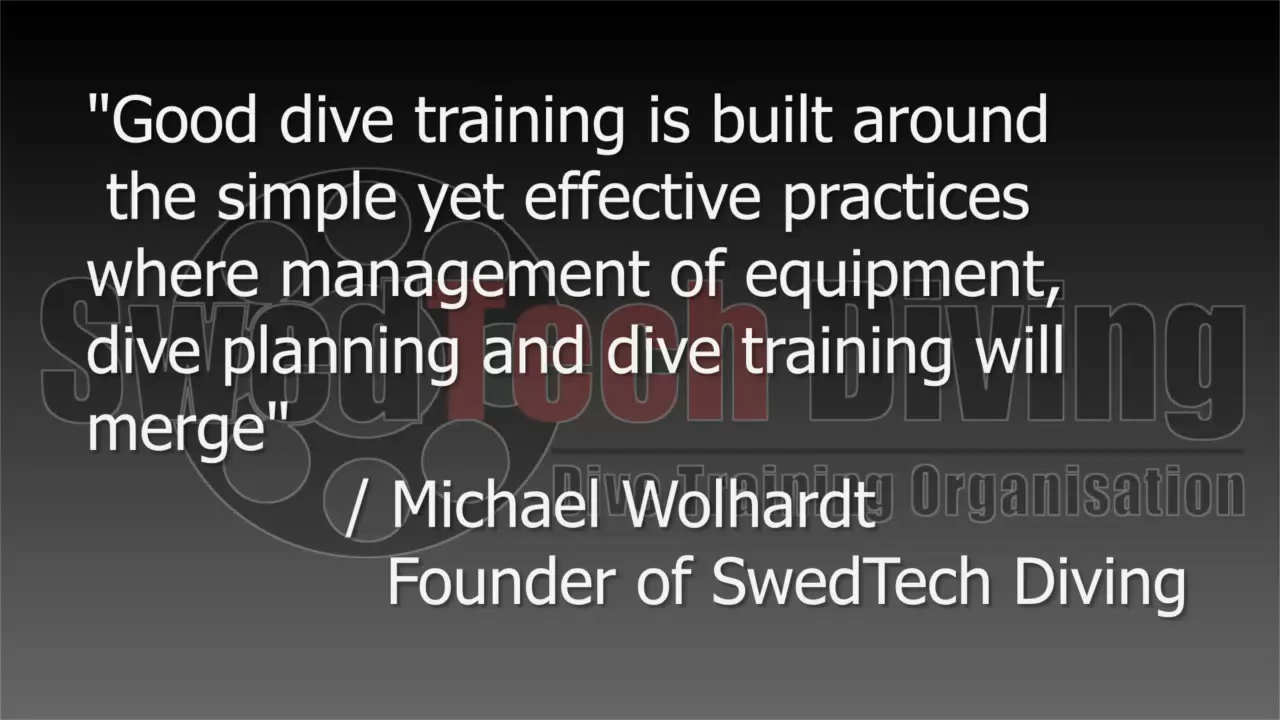 "Good dive training is built around
the simple yet effective practices
where management of equipment,
dive planning and dive training will
merge"
/ Michael Wolhardt
Founder of SwedTech Diving
SwedTech Diving
Dive Training Organisation